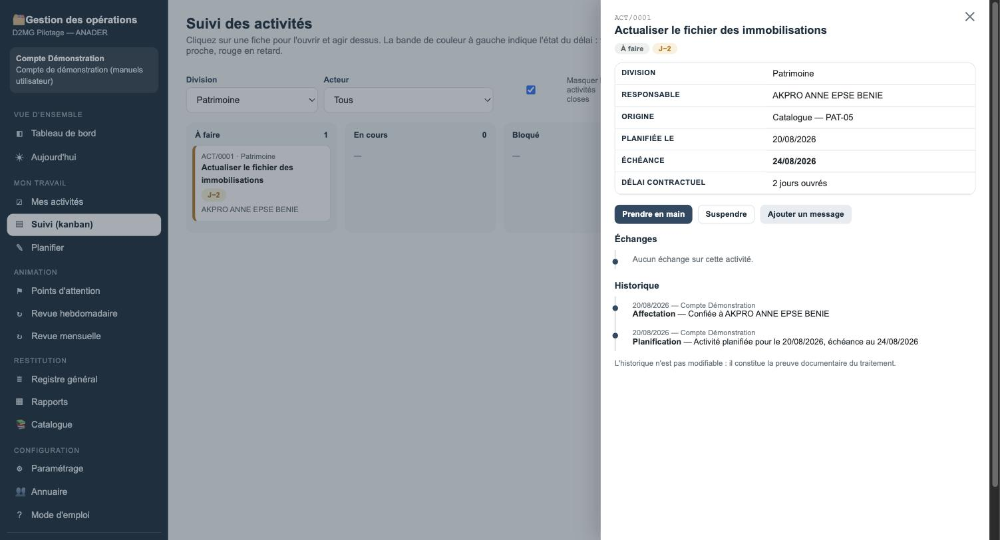 Gestion des opérations
D2MG Pilotage — ANADER
Compte Démonstration
Compte de démonstration (manuels
utilisateur)
VUE D'ENSEMBLE
Tableau de bord
Aujourd'hui
MON TRAVAIL
Mes activités
Suivi (kanban)
Planifier
ANIMATION
Points d'attention
Revue hebdomadaire
Revue mensuelle
RESTITUTION
Registre général
Rapports
Catalogue
CONFIGURATION
Paramétrage
Annuaire
? Mode d'emploi
Suivi des activités
Cliquez sur une fiche pour l'ouvrir et agir dessus. La bande de couleur à gauche indique l'état du délai :
proche, rouge en retard.
Division
Acteur
Patrimoine
Tous
Masquer
activités
closes
À faire 1
ACT/0001 · Patrimoine
Actualiser le fichier des
immobilisations
J−2
AKPRO ANNE EPSE BENIE
En cours 0
—
Bloqué
—
ACT/0001
Actualiser le fichier des immobilisations
À faire J−2
DIVISION Patrimoine
RESPONSABLE AKPRO ANNE EPSE BENIE
ORIGINE Catalogue — PAT-05
PLANIFIÉE LE 20/08/2026
ÉCHÉANCE 24/08/2026
DÉLAI CONTRACTUEL 2 jours ouvrés
Prendre en main Suspendre Ajouter un message
Échanges
Aucun échange sur cette activité.
Historique
20/08/2026 — Compte Démonstration
Affectation — Confiée à AKPRO ANNE EPSE BENIE
20/08/2026 — Compte Démonstration
Planification — Activité planifiée pour le 20/08/2026, échéance au 24/08/2026
L'historique n'est pas modifiable : il constitue la preuve documentaire du traitement.